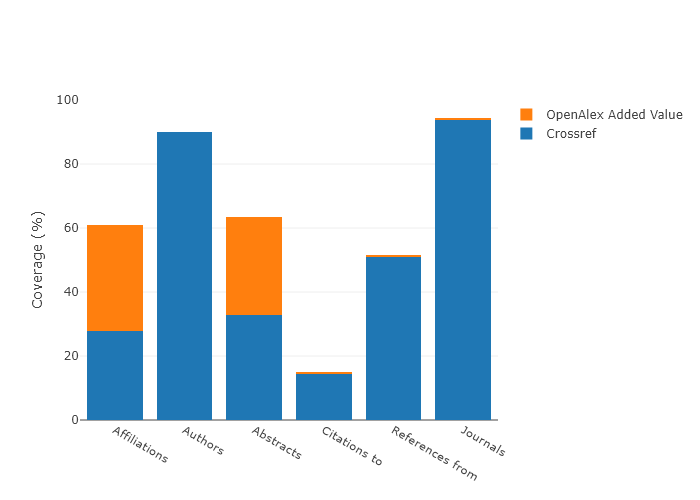 100
80
60
40
20
0
Coverage (%)
Affiliations
Authors
Abstracts
Citations to
References from
Journals
OpenAlex Added Value
Crossref